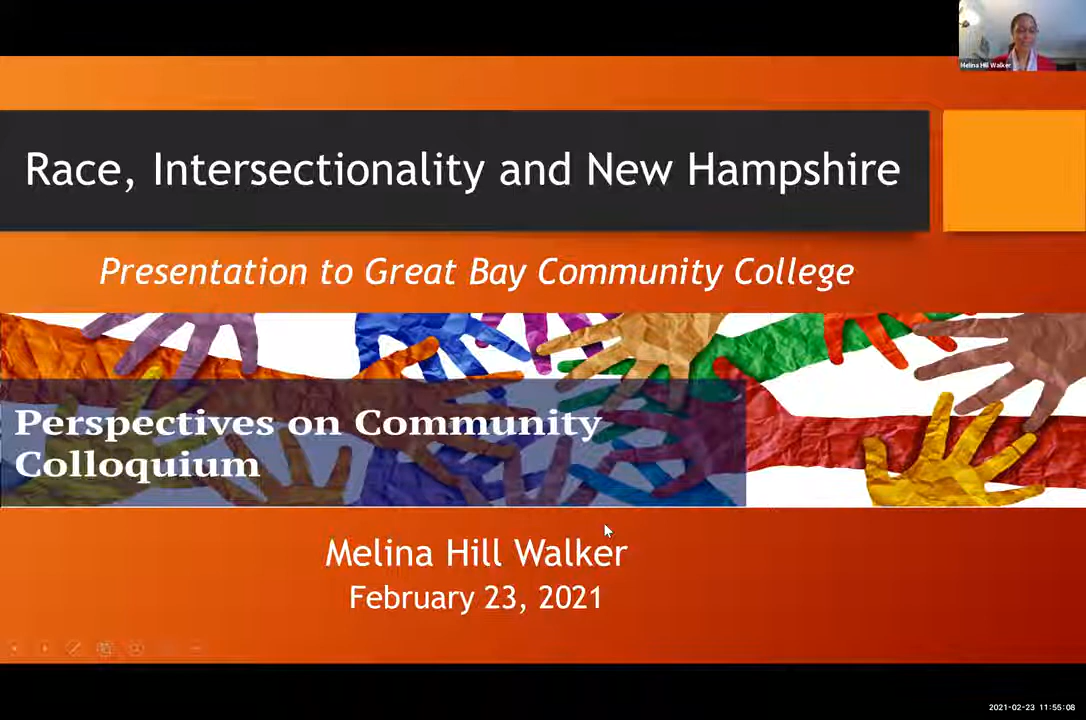 Melina Hill Walker
Race, Intersectionality and New Hampshire
Presentation to Great Bay Community College
Perspectives on Community
Colloquium
Melina Hill Walker
February 23, 2021
2021-02-23 11:55:08